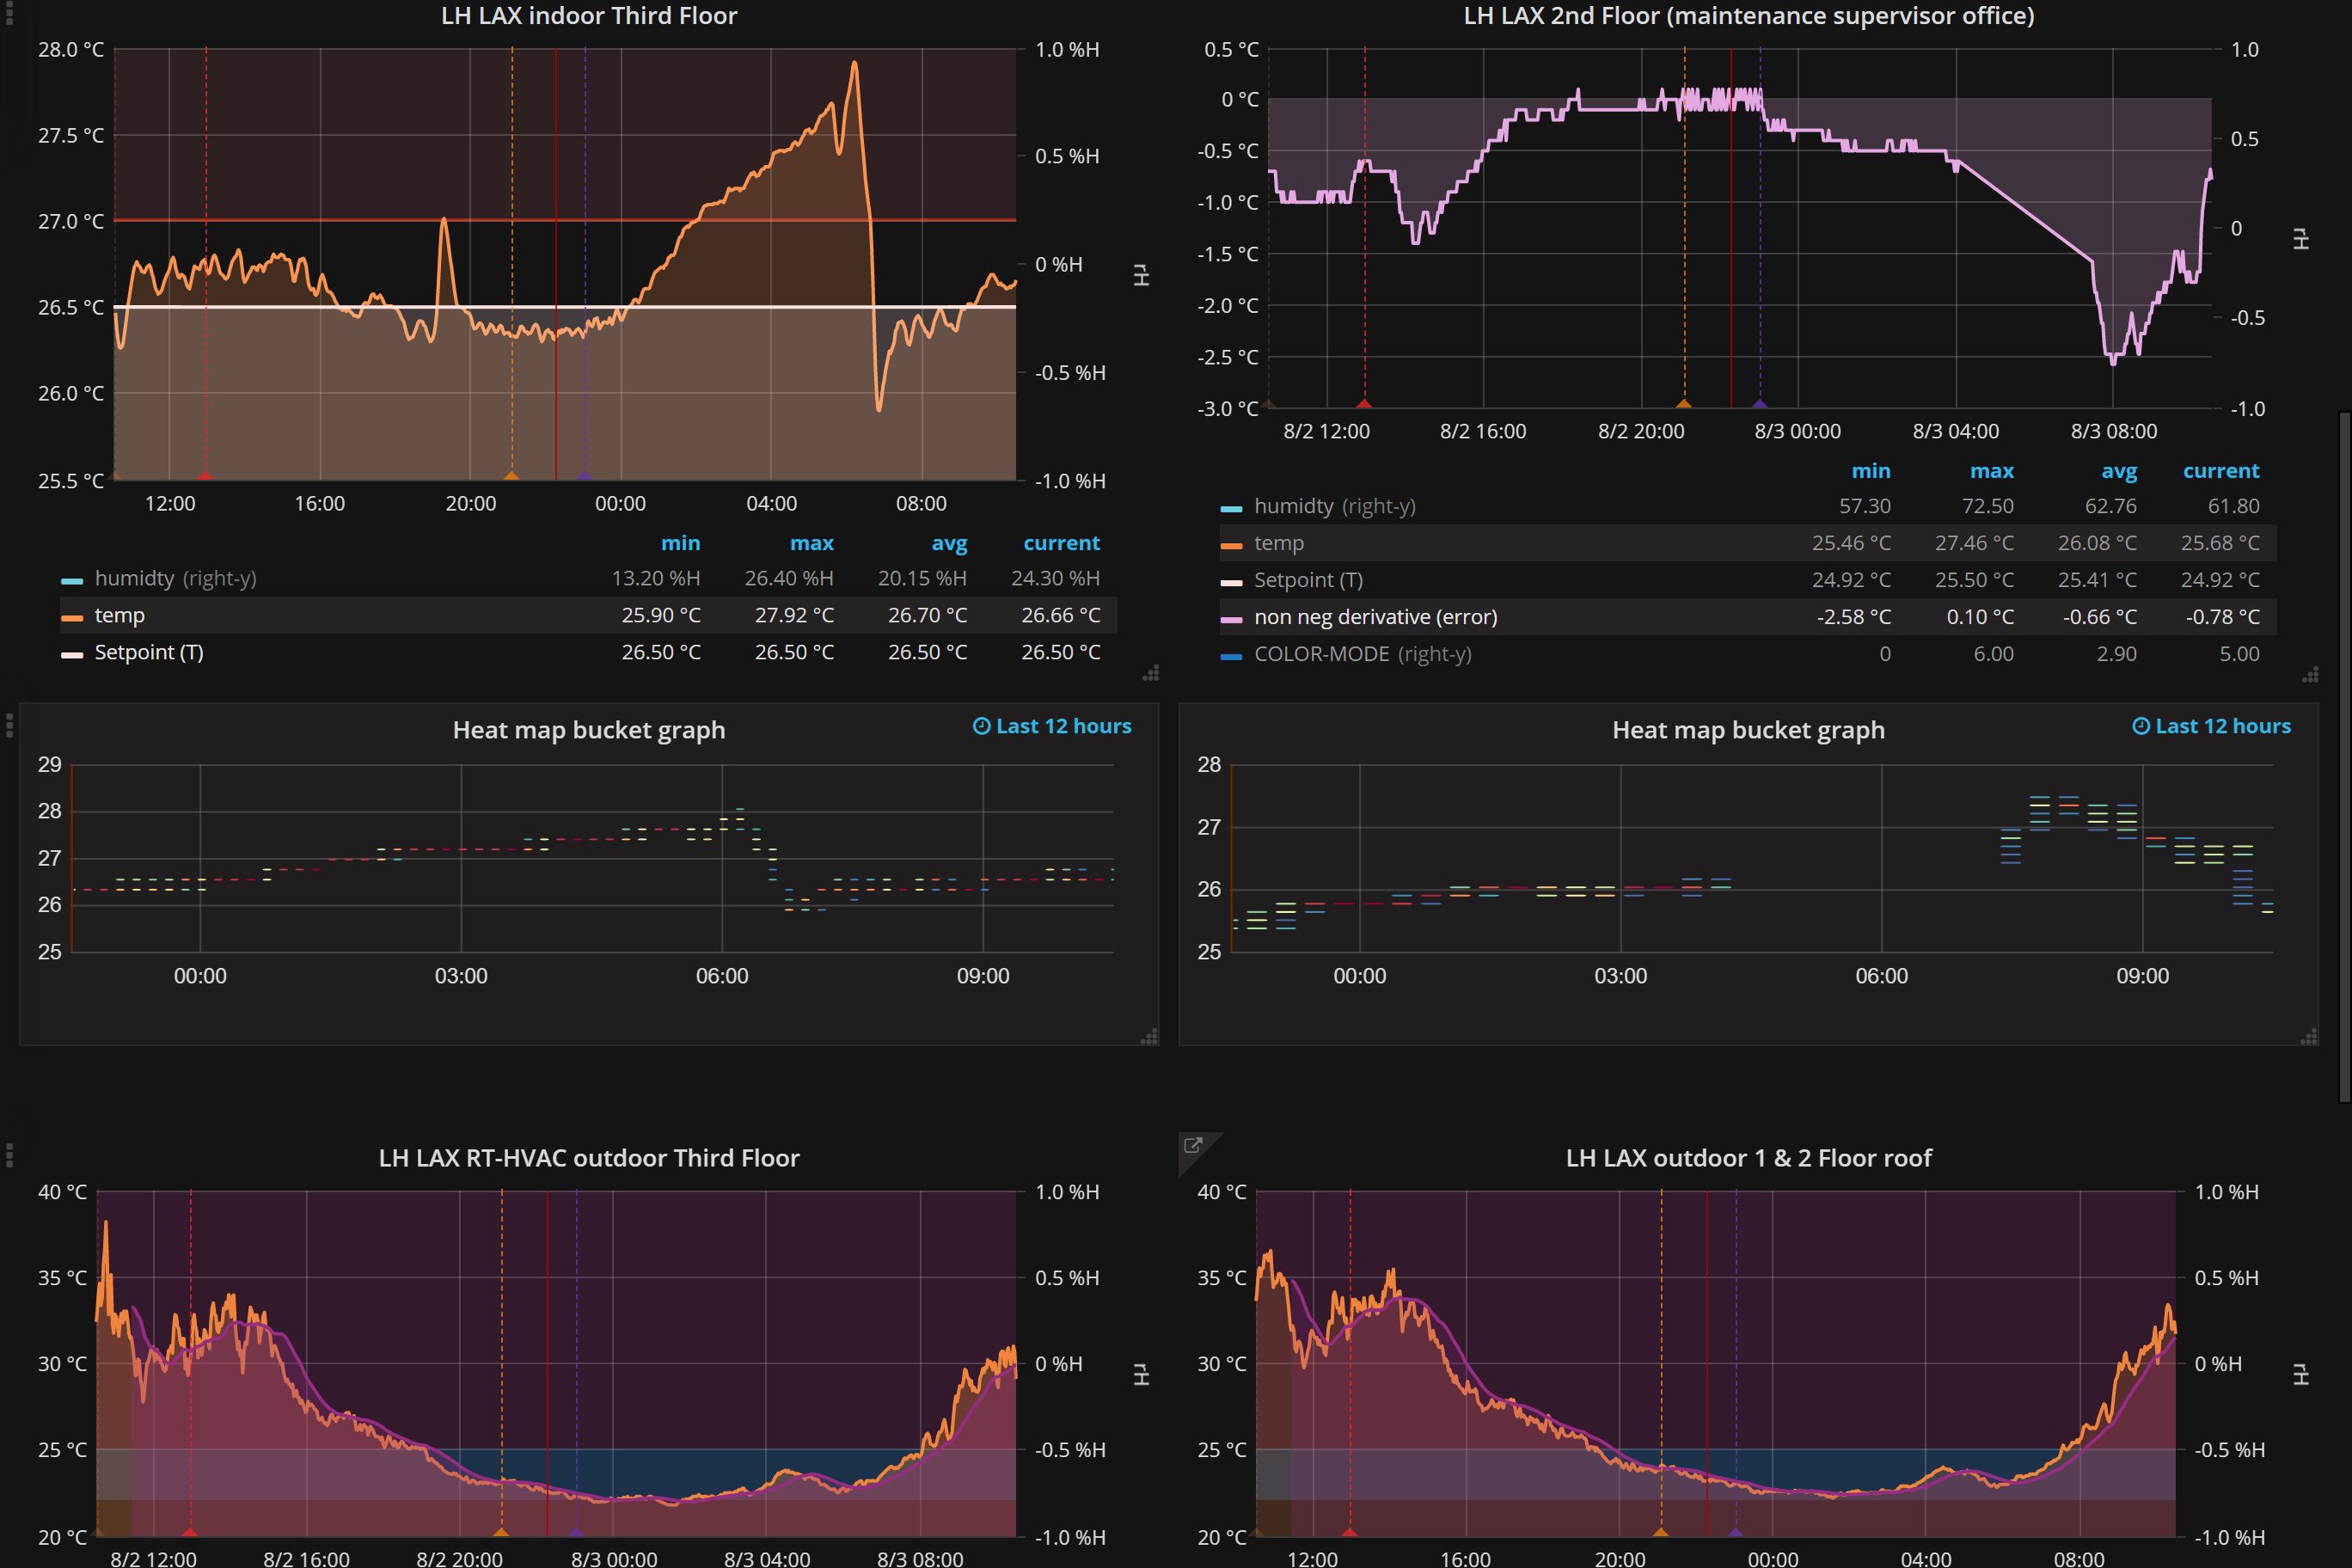 LH LAX indoor Third Floor
28.0 °C
27.5 °C
27.0 °C
26.5 °C
26.0 °C
25.5 °C
1.0 %H
0.5 %H
0 %H
-0.5 %H
-1.0 %H
rH
12:00 16:00 20:00 00:00 04:00 08:00
min max avg current
humidty (right-y) 13.20 %H 26.40 %H 20.15 %H 24.30 %H
temp 25.90 °C 27.92 °C 26.70 °C 26.66 °C
Setpoint (T) 26.50 °C 26.50 °C 26.50 °C 26.50 °C
LH LAX 2nd Floor (maintenance supervisor office)
0.5 °C
0 °C
-0.5 °C
-1.0 °C
-1.5 °C
-2.0 °C
-2.5 °C
-3.0 °C
1.0
0.5
0
-0.5
-1.0
rH
8/2 12:00 8/2 16:00 8/2 20:00 8/3 00:00 8/3 04:00 8/3 08:00
min max avg current
humidty (right-y) 57.30 72.50 62.76 61.80
temp 25.46 °C 27.46 °C 26.08 °C 25.68 °C
Setpoint (T) 24.92 °C 25.50 °C 25.41 °C 24.92 °C
non neg derivative (error) -2.58 °C 0.10 °C -0.66 °C -0.78 °C
COLOR-MODE (right-y) 0 6.00 2.90 5.00
Heat map bucket graph
Last 12 hours
29
28
27
26
25
00:00 03:00 06:00 09:00
Heat map bucket graph
Last 12 hours
28
27
26
25
00:00 03:00 06:00 09:00
LH LAX RT-HVAC outdoor Third Floor
40 °C
35 °C
30 °C
25 °C
20 °C
1.0 %H
0.5 %H
0 %H
-0.5 %H
-1.0 %H
rH
8/2 12:00 8/2 16:00 8/2 20:00 8/3 00:00 8/3 04:00 8/3 08:00
LH LAX outdoor 1 & 2 Floor roof
40 °C
35 °C
30 °C
25 °C
20 °C
1.0 %H
0.5 %H
0 %H
-0.5 %H
-1.0 %H
rH
12:00 16:00 20:00 00:00 04:00 08:00